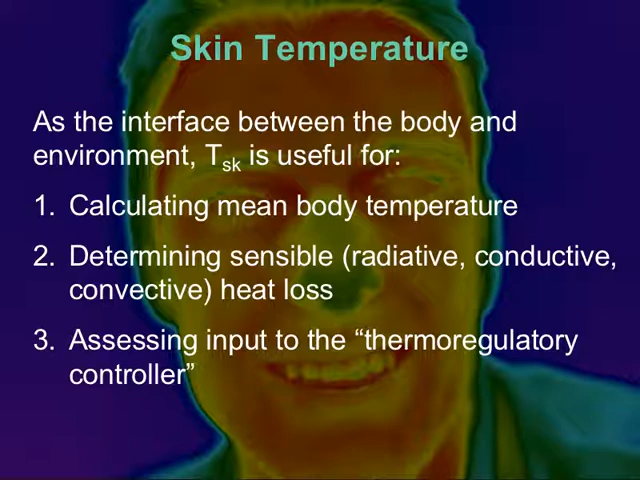 Skin Temperature
As the interface between the body and
environment, Tsk is useful for:
1. Calculating mean body temperature
2. Determining sensible (radiative, conductive,
convective) heat loss
3. Assessing input to the “thermoregulatory
controller”